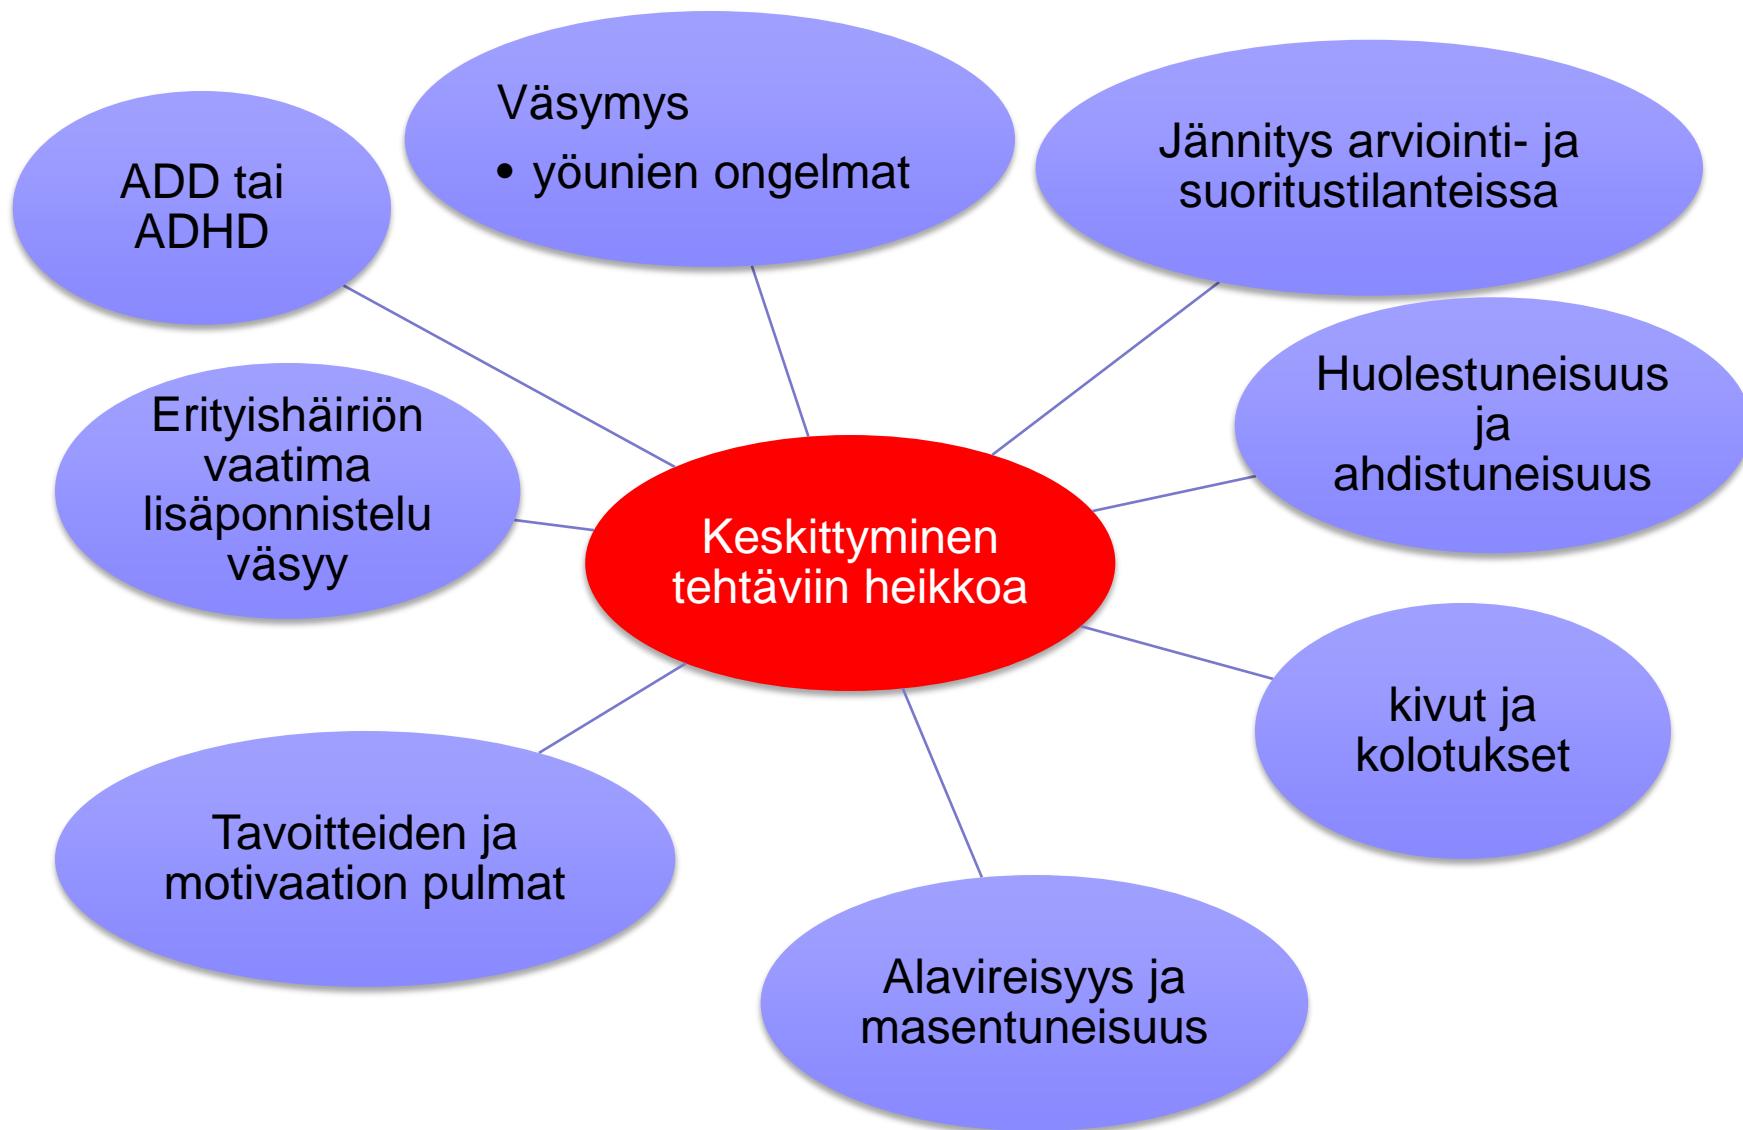 Väsymys
• yöunien ongelmat
Jännitys arviointi- ja
suoritustilanteissa
ADD tai
ADHD
Huolestuneisuus
ja
ahdistuneisuus
Erityishäiriön
vaatima
lisäponnistelu
väsyy
Keskittyminen
tehtäviin heikkoa
kivut ja
kolotukset
Tavoitteiden ja
motivaation pulmat
Alavireisyys ja
masentuneisuus